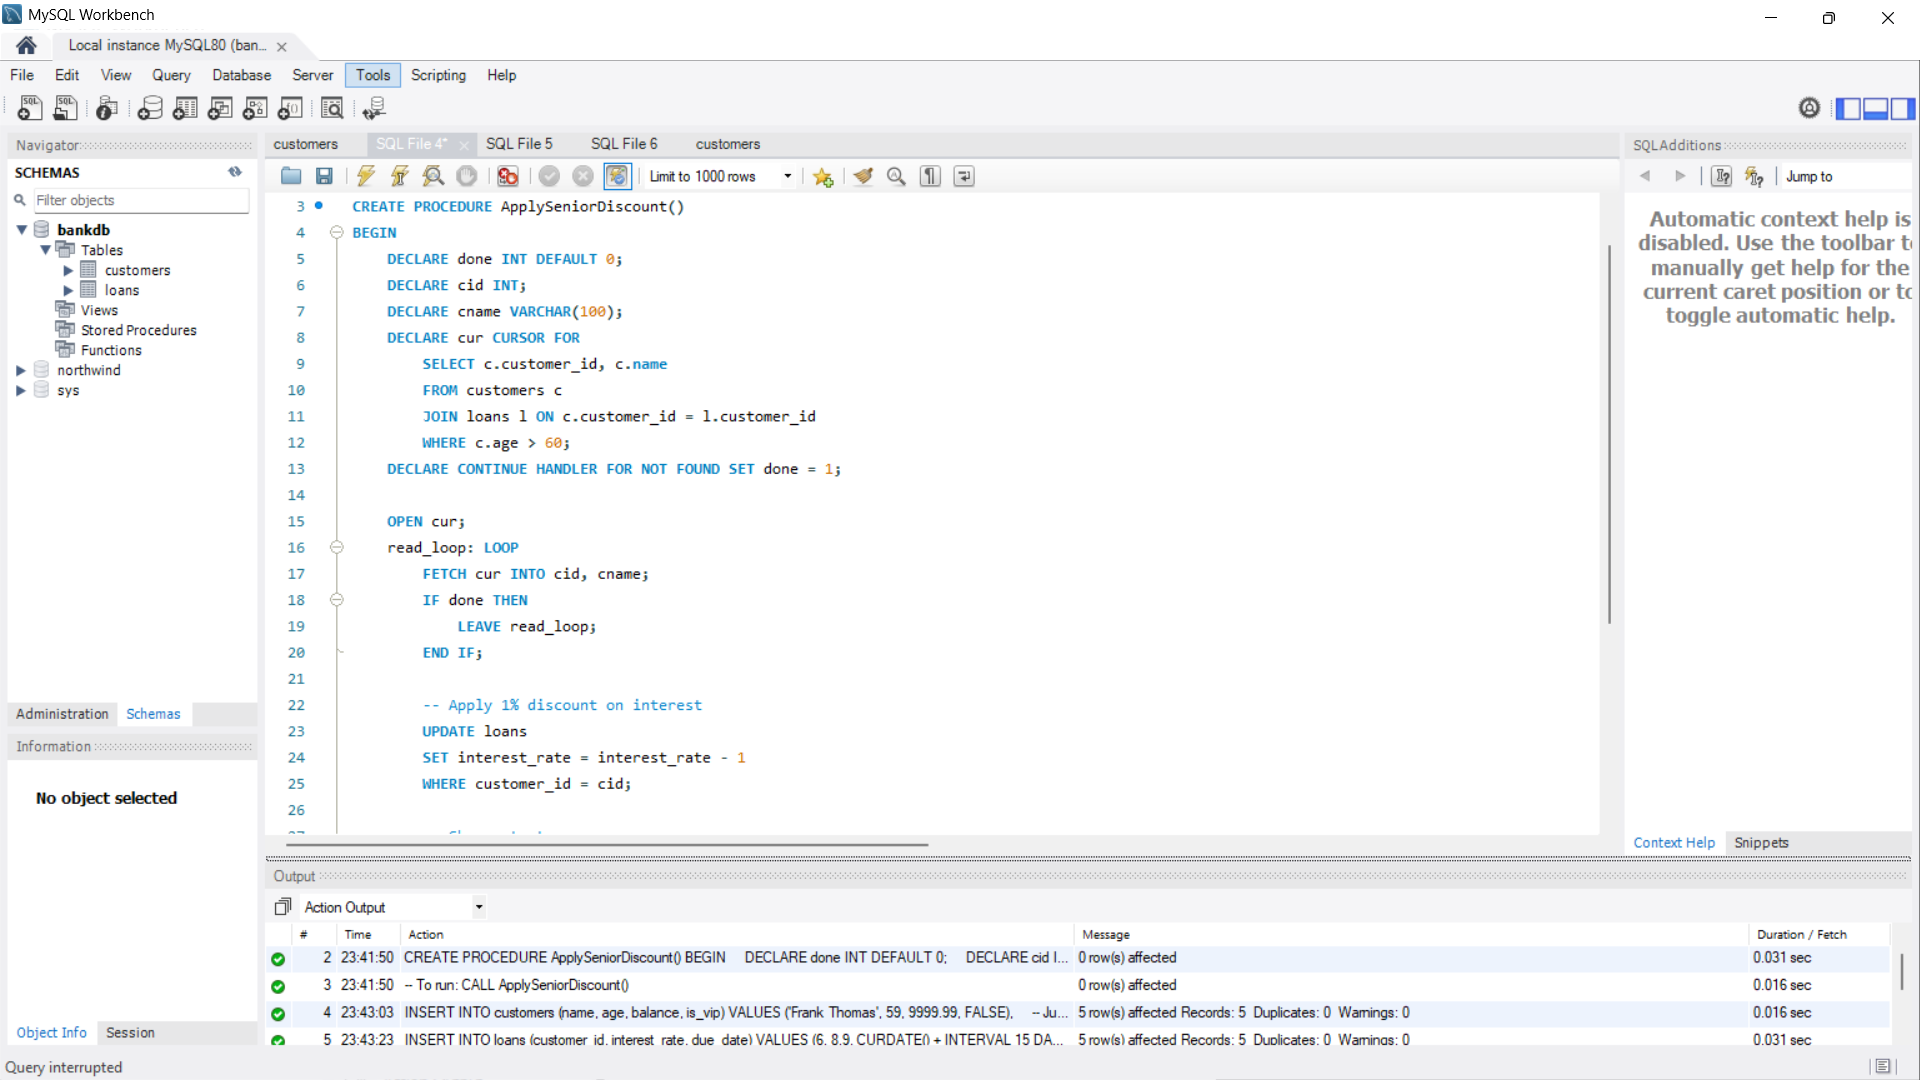 MySQL Workbench
Local instance MySQL80 (ban...
File Edit View Query Database Server Tools Scripting Help
Navigator
SCHEMAS
Filter objects
bankdb
Tables
customers
loans
Views
Stored Procedures
Functions
northwind
sys
Administration Schemas
Information
No object selected
Object Info Session
customers SQL File 4* SQL File 5 SQL File 6 customers
Limit to 1000 rows
3 CREATE PROCEDURE ApplySeniorDiscount()
4 BEGIN
5 DECLARE done INT DEFAULT 0;
6 DECLARE cid INT;
7 DECLARE cname VARCHAR(100);
8 DECLARE cur CURSOR FOR
9 SELECT c.customer_id, c.name
10 FROM customers c
11 JOIN loans l ON c.customer_id = l.customer_id
12 WHERE c.age > 60;
13 DECLARE CONTINUE HANDLER FOR NOT FOUND SET done = 1;
14
15 OPEN cur;
16 read_loop: LOOP
17 FETCH cur INTO cid, cname;
18 IF done THEN
19 LEAVE read_loop;
20 END IF;
21
22 -- Apply 1% discount on interest
23 UPDATE loans
24 SET interest_rate = interest_rate - 1
25 WHERE customer_id = cid;
26
SQLAdditions
Jump to
Automatic context help is
disabled. Use the toolbar t
manually get help for the
current caret position or to
toggle automatic help.
Context Help Snippets
Output
Action Output
# Time Action Message Duration / Fetch
2 23:41:50 CREATE PROCEDURE ApplySeniorDiscount() BEGIN DECLARE done INT DEFAULT 0; DECLARE cid I... 0 row(s) affected 0.031 sec
3 23:41:50 -- To run: CALL ApplySeniorDiscount() 0 row(s) affected 0.016 sec
4 23:43:03 INSERT INTO customers (name, age, balance, is_vip) VALUES ('Frank Thomas', 59, 9999.99, FALSE), -- Ju... 5 row(s) affected Records: 5 Duplicates: 0 Warnings: 0 0.016 sec
5 23:43:23 INSERT INTO loans (customer_id, interest_rate, due_date) VALUES (6, 8.9, CURDATE() + INTERVAL 15 DA... 5 row(s) affected Records: 5 Duplicates: 0 Warnings: 0 0.031 sec
Query interrupted